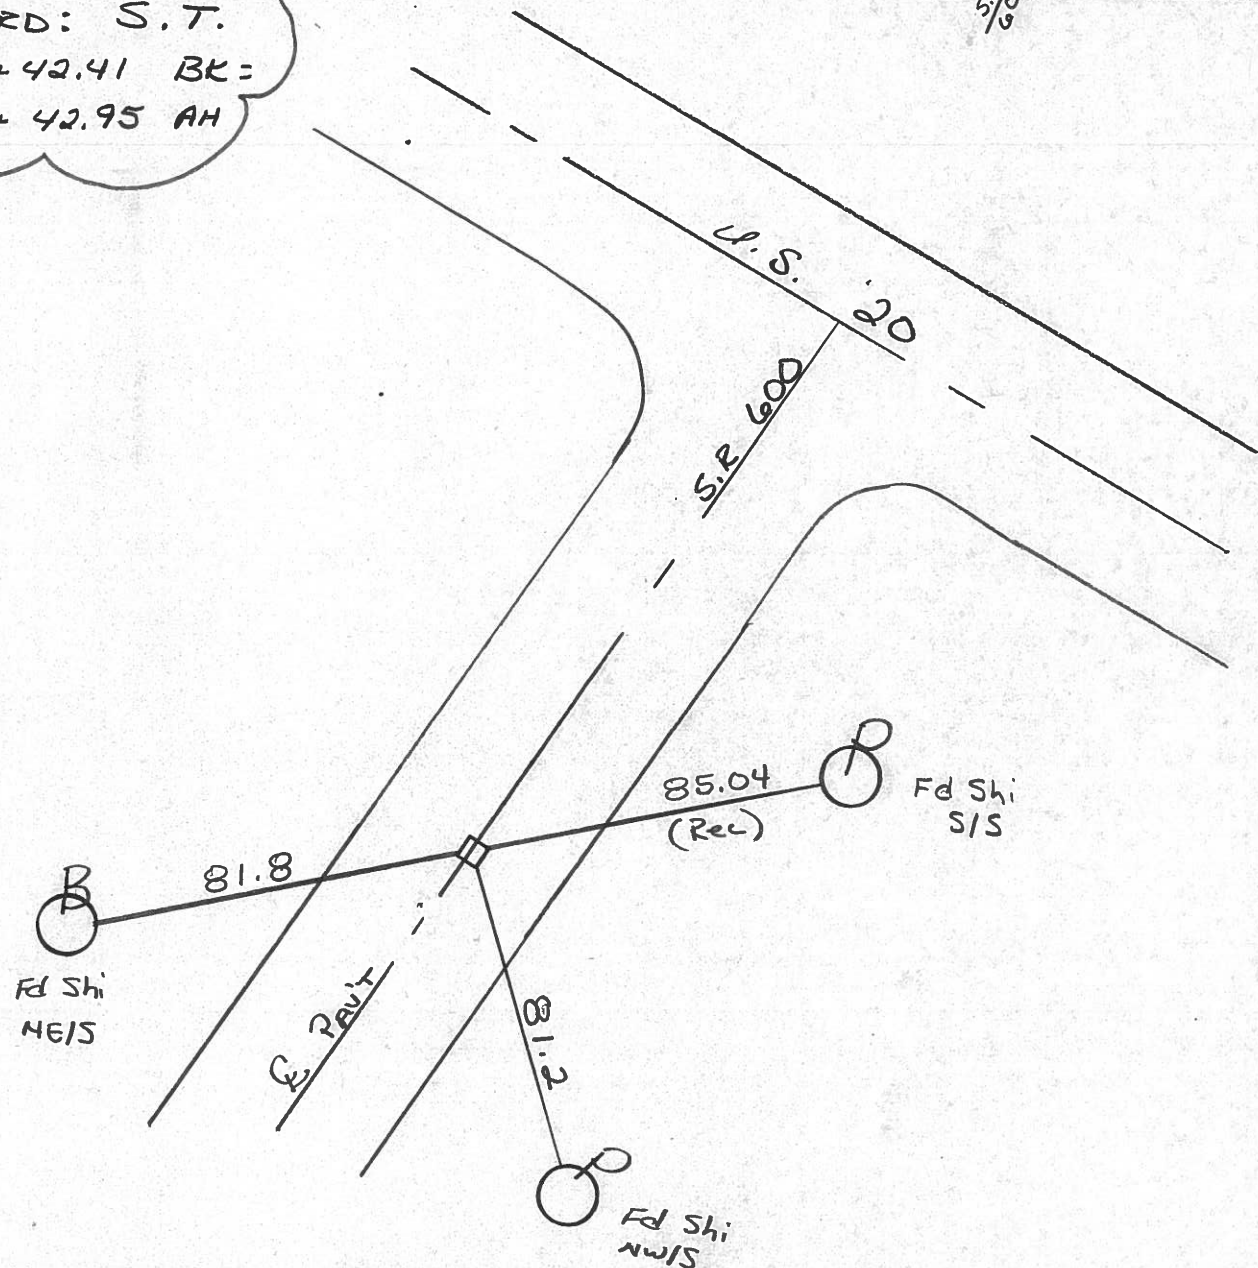 ED: S.T.
42.41 BK =
42.95 AH
U.S. 20
S.R 600
85.04
(Rec)
Fd Shi
S/S
81.8
B
Fd Shi
NE/S
81.2
℄ PAV'T
Fd Shi
NW/S